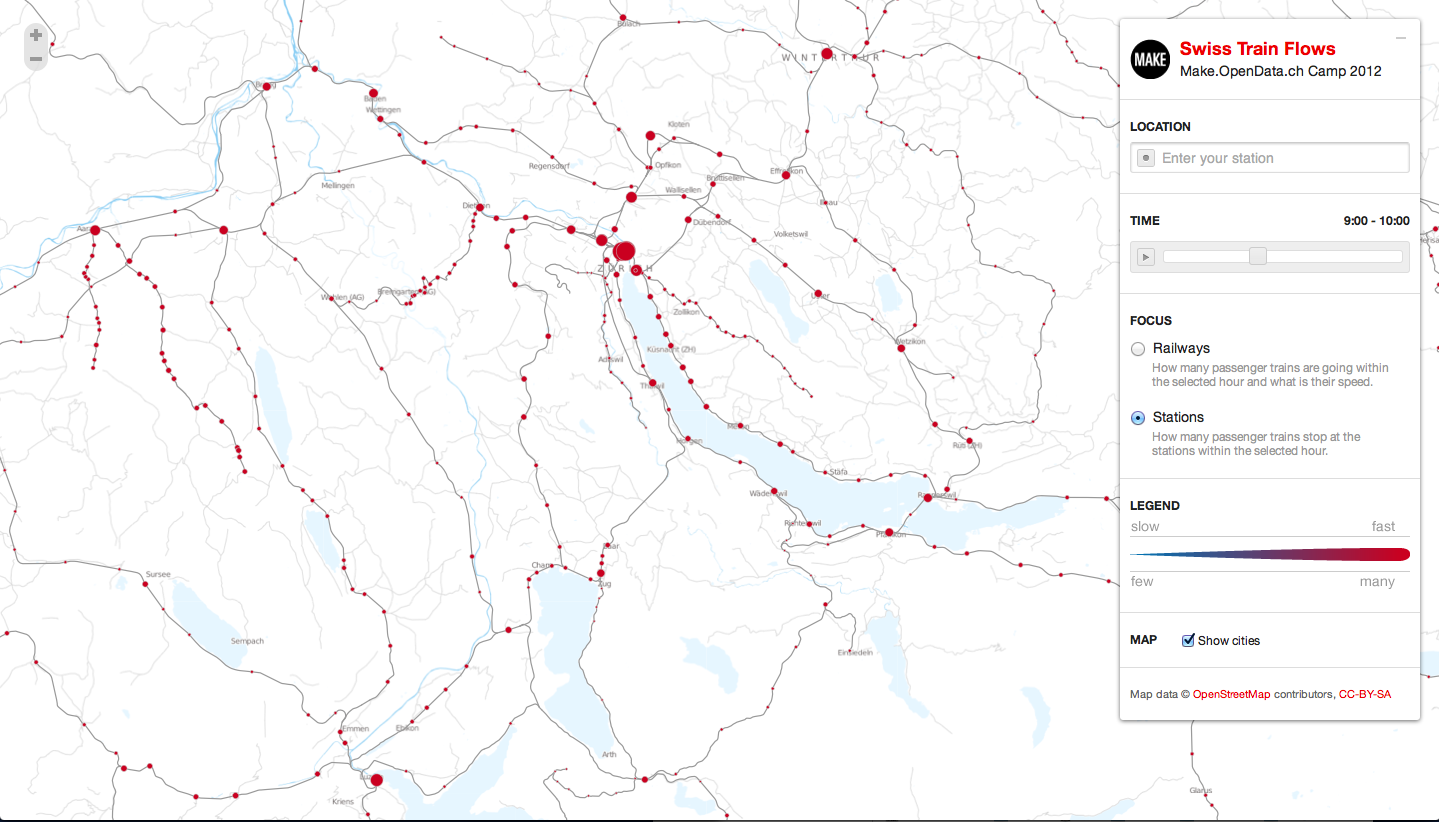 +
−
Bülach
WINTERTHUR
Brugg
Baden
Wettingen
Kloten
Regensdorf
Opfikon
Effretikon
Brüttisellen
Mellingen
Wallisellen
Illnau
Dietikon
Dübendorf
Aarau
Volketswil
ZÜRICH
Wohlen (AG)
Bremgarten (AG)
Uster
Zollikon
Wetzikon
Küsnacht (ZH)
Adliswil
Thalwil
Meilen
Horgen
Rüti (ZH)
Stäfa
Wädenswil
Rapperswil
Richterswil
Pfäffikon
Baar
Cham
Sursee
Zug
Sempach
Einsiedeln
Emmen
Ebikon
Arth
Luzern
Kriens
Glarus
Herisau
MAKE
Swiss Train Flows
Make.OpenData.ch Camp 2012
LOCATION
Enter your station
TIME 9:00 - 10:00
FOCUS
Railways
How many passenger trains are going within
the selected hour and what is their speed.
Stations
How many passenger trains stop at the
stations within the selected hour.
LEGEND
slow fast
few many
MAP Show cities
Map data © OpenStreetMap contributors, CC-BY-SA